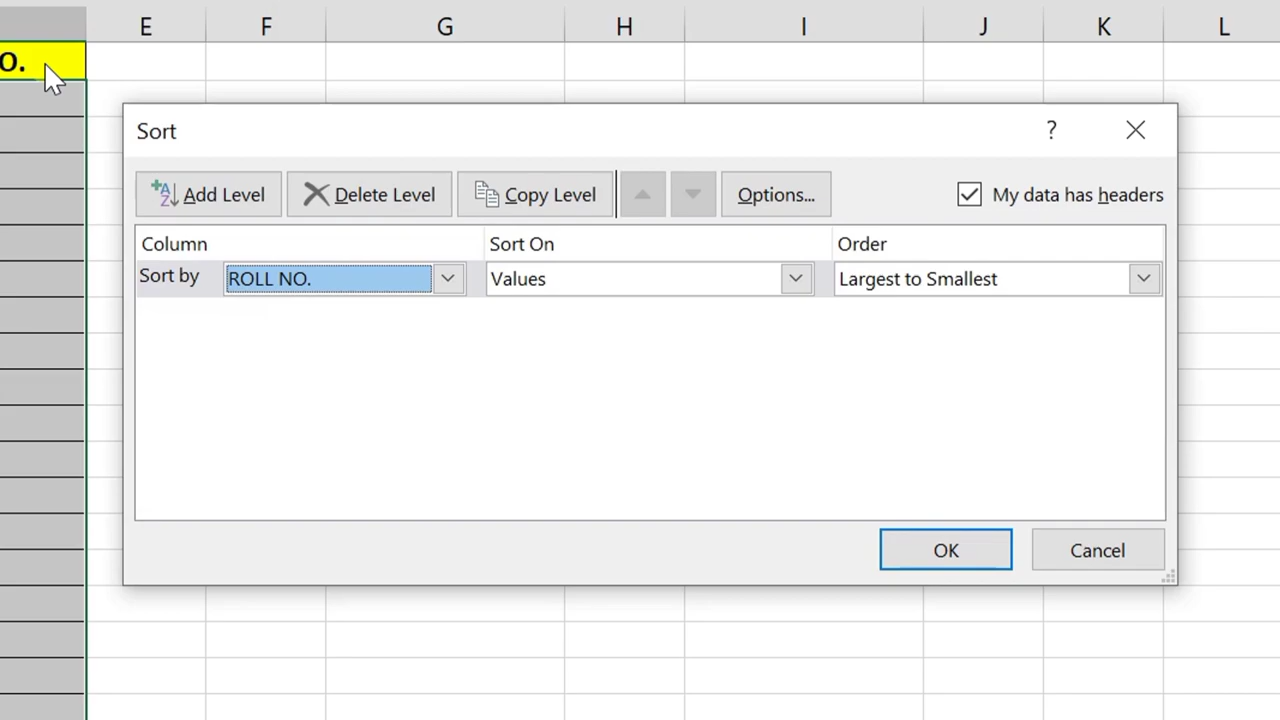 E F G H I J K L
O.
Sort ?
Add Level Delete Level Copy Level Options... My data has headers
Column Sort On Order
Sort by ROLL NO. Values Largest to Smallest
OK Cancel